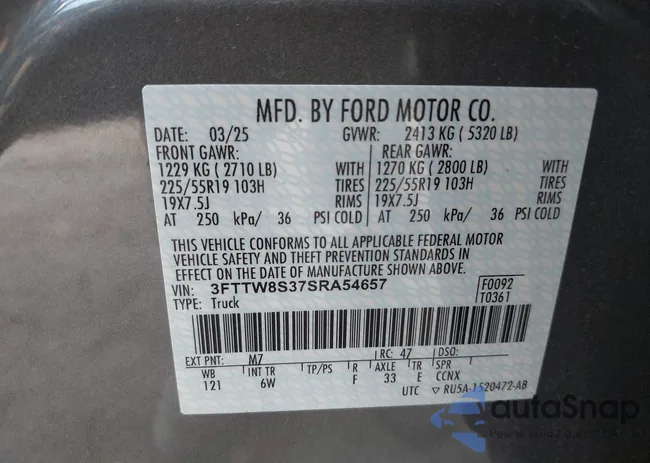 MFD. BY FORD MOTOR CO.
DATE: 03/25 GVWR: 2413 KG ( 5320 LB)
FRONT GAWR: REAR GAWR:
1229 KG ( 2710 LB) WITH 1270 KG ( 2800 LB) WITH
225/55R19 103H TIRES 225/55R19 103H TIRES
19X7.5J RIMS 19X7.5J RIMS
AT 250 kPa/ 36 PSI COLD AT 250 kPa/ 36 PSI COLD
THIS VEHICLE CONFORMS TO ALL APPLICABLE FEDERAL MOTOR
VEHICLE SAFETY AND THEFT PREVENTION STANDARDS IN
EFFECT ON THE DATE OF MANUFACTURE SHOWN ABOVE.
VIN: 3FTTW8S37SRA54657 F0092
TYPE: Truck T0361
EXT PNT: M7 RC: 47 DSO:
WB INT TR TP/PS R AXLE TR SPR
121 6W F 33 E CCNX
UTC ▽ RU5A-1520472-AB
autoSnap